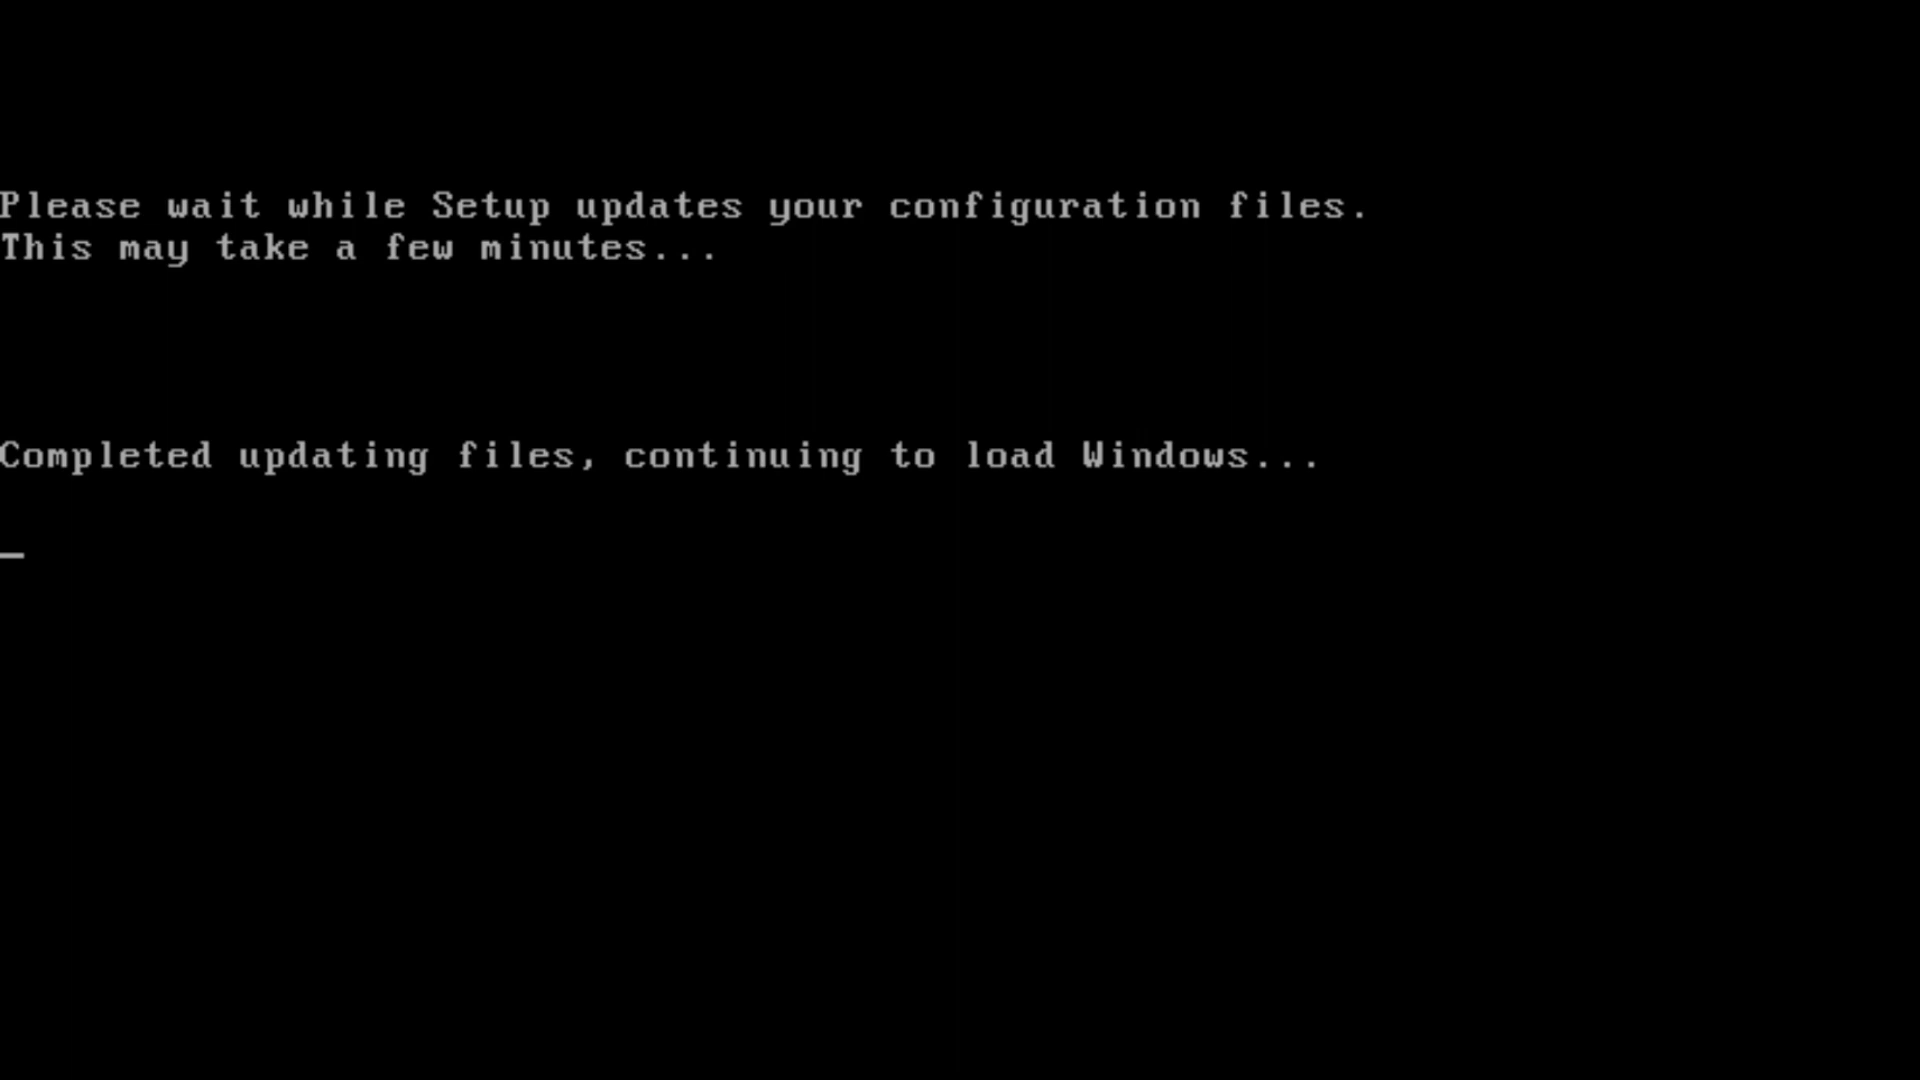 Please wait while Setup updates your configuration files.
This may take a few minutes...
Completed updating files, continuing to load Windows...
_